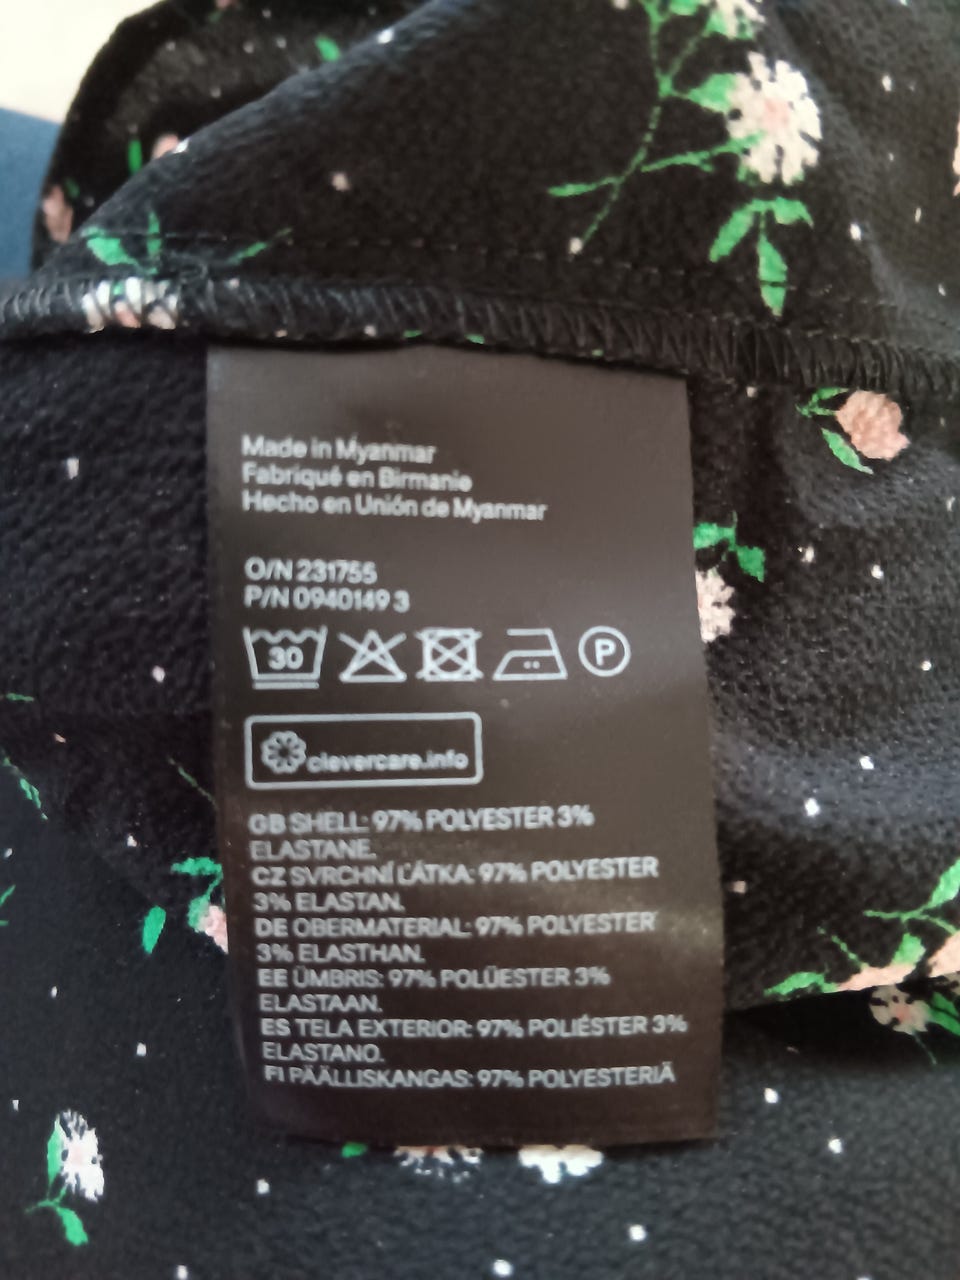 Made in Myanmar
Fabriqué en Birmanie
Hecho en Unión de Myanmar
O/N 231755
P/N 0940149 3
30 P
clevercare.info
GB SHELL: 97% POLYESTER 3%
ELASTANE.
CZ SVRCHNÍ LÁTKA: 97% POLYESTER
3% ELASTAN.
DE OBERMATERIAL: 97% POLYESTER
3% ELASTHAN.
EE ÜMBRIS: 97% POLÜESTER 3%
ELASTAAN.
ES TELA EXTERIOR: 97% POLIÉSTER 3%
ELASTANO.
FI PÄÄLLISKANGAS: 97% POLYESTERIÄ